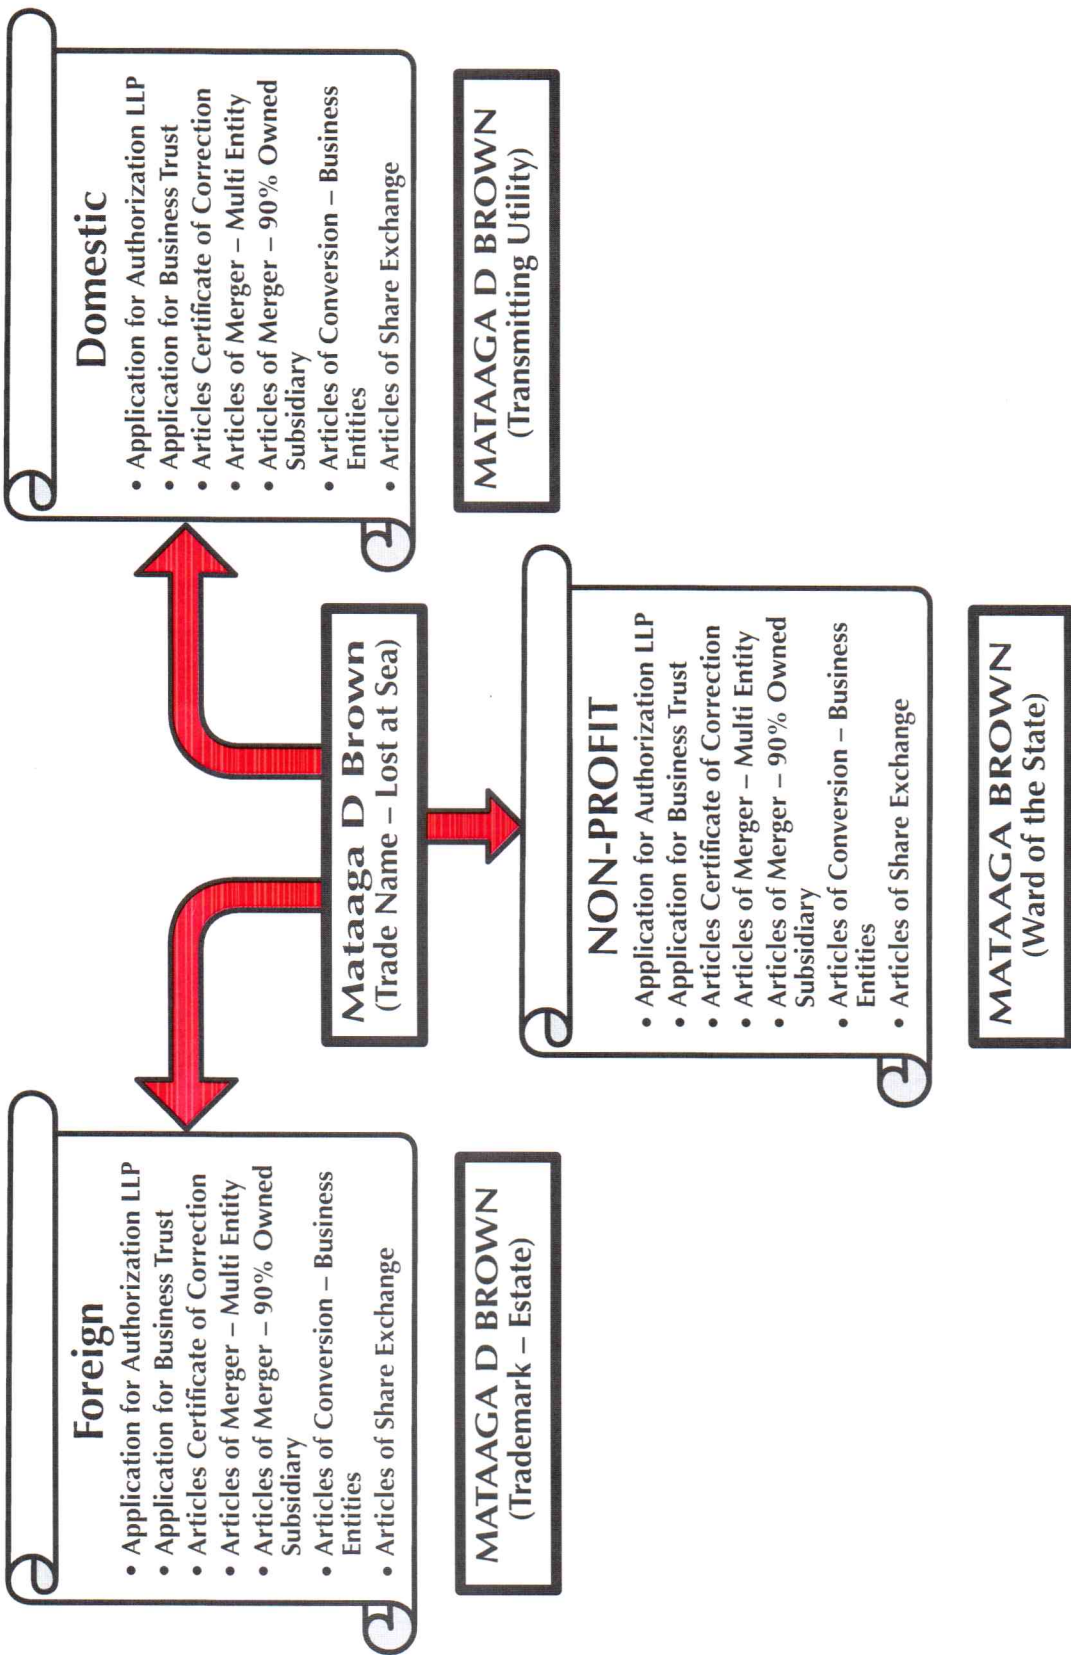 Foreign
• Application for Authorization LLP
• Application for Business Trust
• Articles Certificate of Correction
• Articles of Merger – Multi Entity
• Articles of Merger – 90% Owned
Subsidiary
• Articles of Conversion – Business
Entities
• Articles of Share Exchange
MATAAGA D BROWN
(Trademark – Estate)
Mataaga D Brown
(Trade Name – Lost at Sea)
NON-PROFIT
• Application for Authorization LLP
• Application for Business Trust
• Articles Certificate of Correction
• Articles of Merger – Multi Entity
• Articles of Merger – 90% Owned
Subsidiary
• Articles of Conversion – Business
Entities
• Articles of Share Exchange
MATAAGA BROWN
(Ward of the State)
Domestic
• Application for Authorization LLP
• Application for Business Trust
• Articles Certificate of Correction
• Articles of Merger – Multi Entity
• Articles of Merger – 90% Owned
Subsidiary
• Articles of Conversion – Business
Entities
• Articles of Share Exchange
MATAAGA D BROWN
(Transmitting Utility)